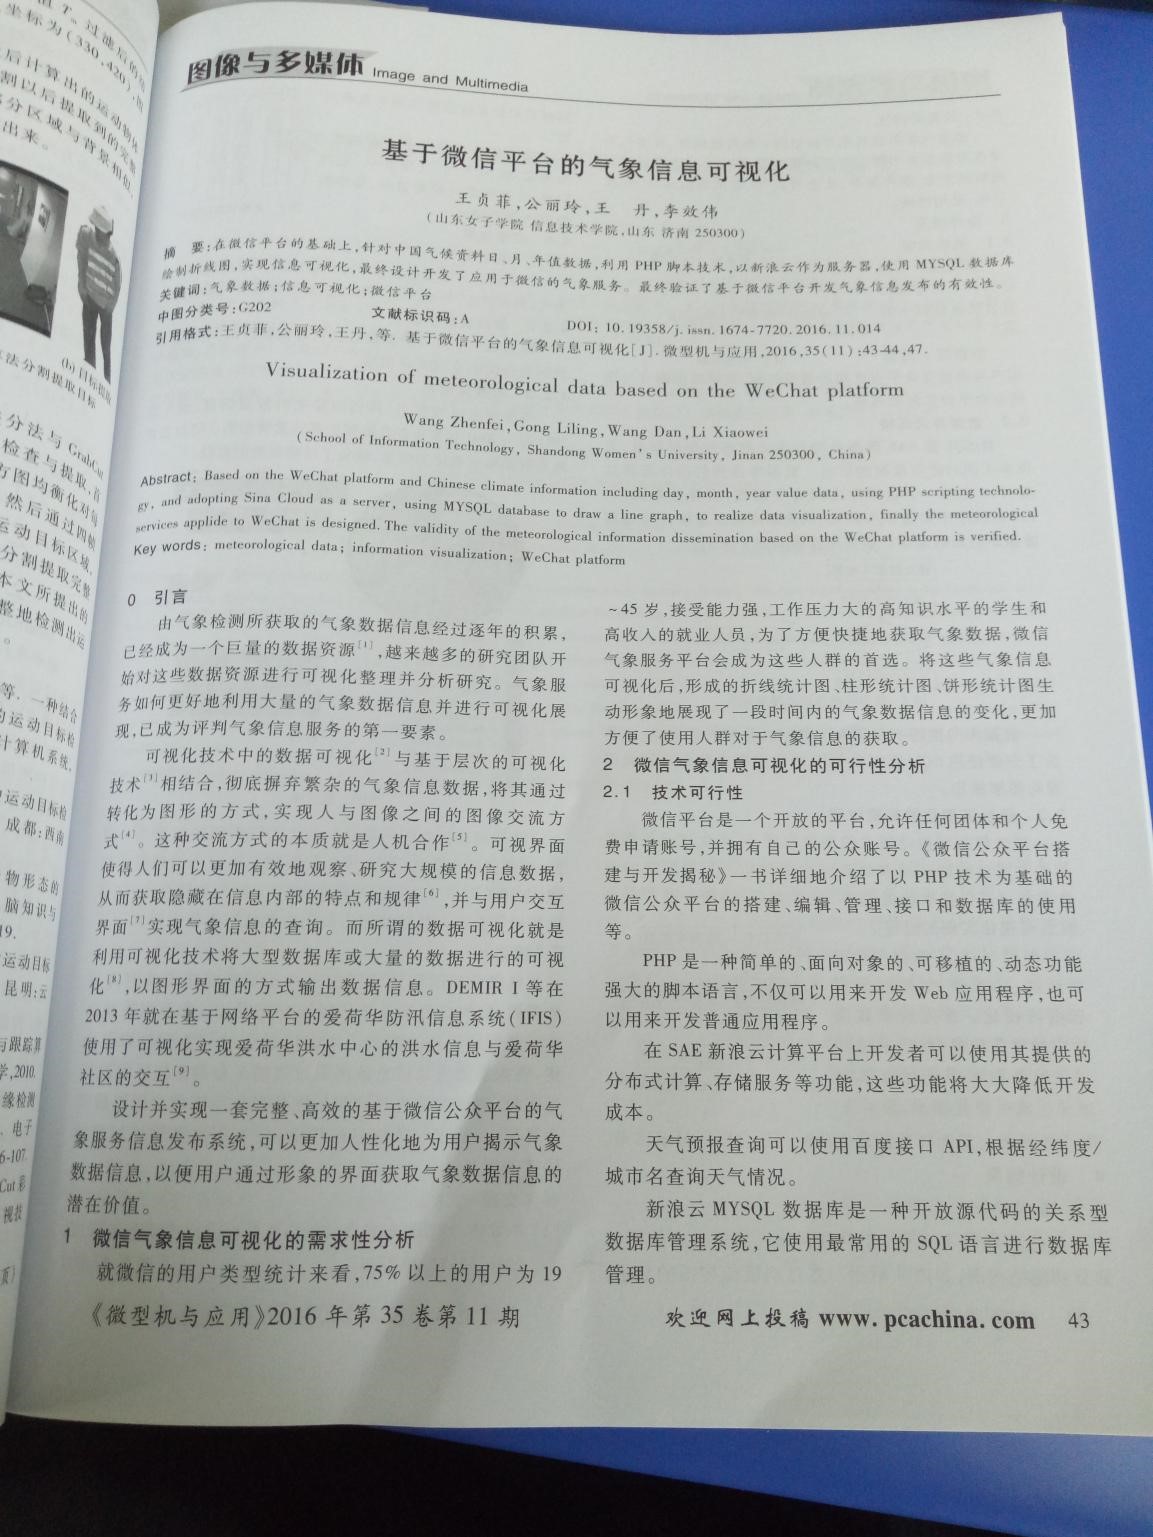 图像与多媒体 Image and Multimedia
基于微信平台的气象信息可视化
王贞菲,公丽玲,王 丹,李效伟
(山东女子学院 信息技术学院,山东 济南 250300)
摘 要:在微信平台的基础上,针对中国气候资料日、月、年值数据,利用 PHP 脚本技术,以新浪云作为服务器,使用 MYSQL 数据库
绘制折线图,实现信息可视化,最终设计开发了应用于微信的气象服务。最终验证了基于微信平台开发气象信息发布的有效性。
关键词:气象数据;信息可视化;微信平台
中图分类号:G202 文献标识码:A DOI: 10.19358/j.issn.1674-7720.2016.11.014
引用格式:王贞菲,公丽玲,王丹,等. 基于微信平台的气象信息可视化[J].微型机与应用,2016,35(11):43-44,47.
Visualization of meteorological data based on the WeChat platform
Wang Zhenfei,Gong Liling,Wang Dan,Li Xiaowei
(School of Information Technology, Shandong Women's University, Jinan 250300, China)
Abstract: Based on the WeChat platform and Chinese climate information including day, month, year value data, using PHP scripting technolo-
gy, and adopting Sina Cloud as a server, using MYSQL database to draw a line graph, to realize data visualization, finally the meteorological
services applide to WeChat is designed. The validity of the meteorological information dissemination based on the WeChat platform is verified.
Key words: meteorological data; information visualization; WeChat platform
0 引言
由气象检测所获取的气象数据信息经过逐年的积累,
已经成为一个巨量的数据资源[1],越来越多的研究团队开
始对这些数据资源进行可视化整理并分析研究。气象服
务如何更好地利用大量的气象数据信息并进行可视化展
现,已成为评判气象信息服务的第一要素。
可视化技术中的数据可视化[2]与基于层次的可视化
技术[3]相结合,彻底摒弃繁杂的气象信息数据,将其通过
转化为图形的方式,实现人与图像之间的图像交流方
式[4]。这种交流方式的本质就是人机合作[5]。可视界面
使得人们可以更加有效地观察、研究大规模的信息数据,
从而获取隐藏在信息内部的特点和规律[6],并与用户交互
界面[7]实现气象信息的查询。而所谓的数据可视化就是
利用可视化技术将大型数据库或大量的数据进行的可视
化[8],以图形界面的方式输出数据信息。DEMIR I 等在
2013 年就在基于网络平台的爱荷华防汛信息系统(IFIS)
使用了可视化实现爱荷华洪水中心的洪水信息与爱荷华
社区的交互[9]。
设计并实现一套完整、高效的基于微信公众平台的气
象服务信息发布系统,可以更加人性化地为用户揭示气象
数据信息,以便用户通过形象的界面获取气象数据信息的
潜在价值。
1 微信气象信息可视化的需求性分析
就微信的用户类型统计来看,75% 以上的用户为 19
~45 岁,接受能力强,工作压力大的高知识水平的学生和
高收入的就业人员,为了方便快捷地获取气象数据,微信
气象服务平台会成为这些人群的首选。将这些气象信息
可视化后,形成的折线统计图、柱形统计图、饼形统计图生
动形象地展现了一段时间内的气象数据信息的变化,更加
方便了使用人群对于气象信息的获取。
2 微信气象信息可视化的可行性分析
2.1 技术可行性
微信平台是一个开放的平台,允许任何团体和个人免
费申请账号,并拥有自己的公众账号。《微信公众平台搭
建与开发揭秘》一书详细地介绍了以 PHP 技术为基础的
微信公众平台的搭建、编辑、管理、接口和数据库的使用
等。
PHP 是一种简单的、面向对象的、可移植的、动态功能
强大的脚本语言,不仅可以用来开发 Web 应用程序,也可
以用来开发普通应用程序。
在 SAE 新浪云计算平台上开发者可以使用其提供的
分布式计算、存储服务等功能,这些功能将大大降低开发
成本。
天气预报查询可以使用百度接口 API,根据经纬度/
城市名查询天气情况。
新浪云 MYSQL 数据库是一种开放源代码的关系型
数据库管理系统,它使用最常用的 SQL 语言进行数据库
管理。
《微型机与应用》2016 年第 35 卷第 11 期
欢迎网上投稿 www.pcachina.com 43